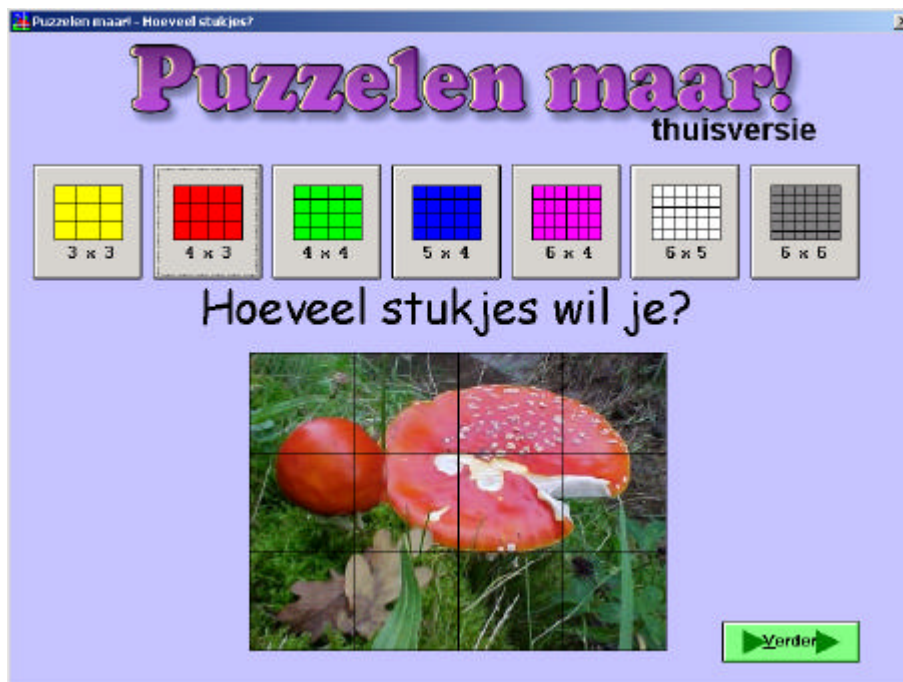 Puzzelen maar! - Hoeveel stukjes?
Puzzelen maar!
thuisversie
3 x 3
4 x 3
4 x 4
5 x 4
6 x 4
6 x 5
6 x 6
Hoeveel stukjes wil je?
Verder